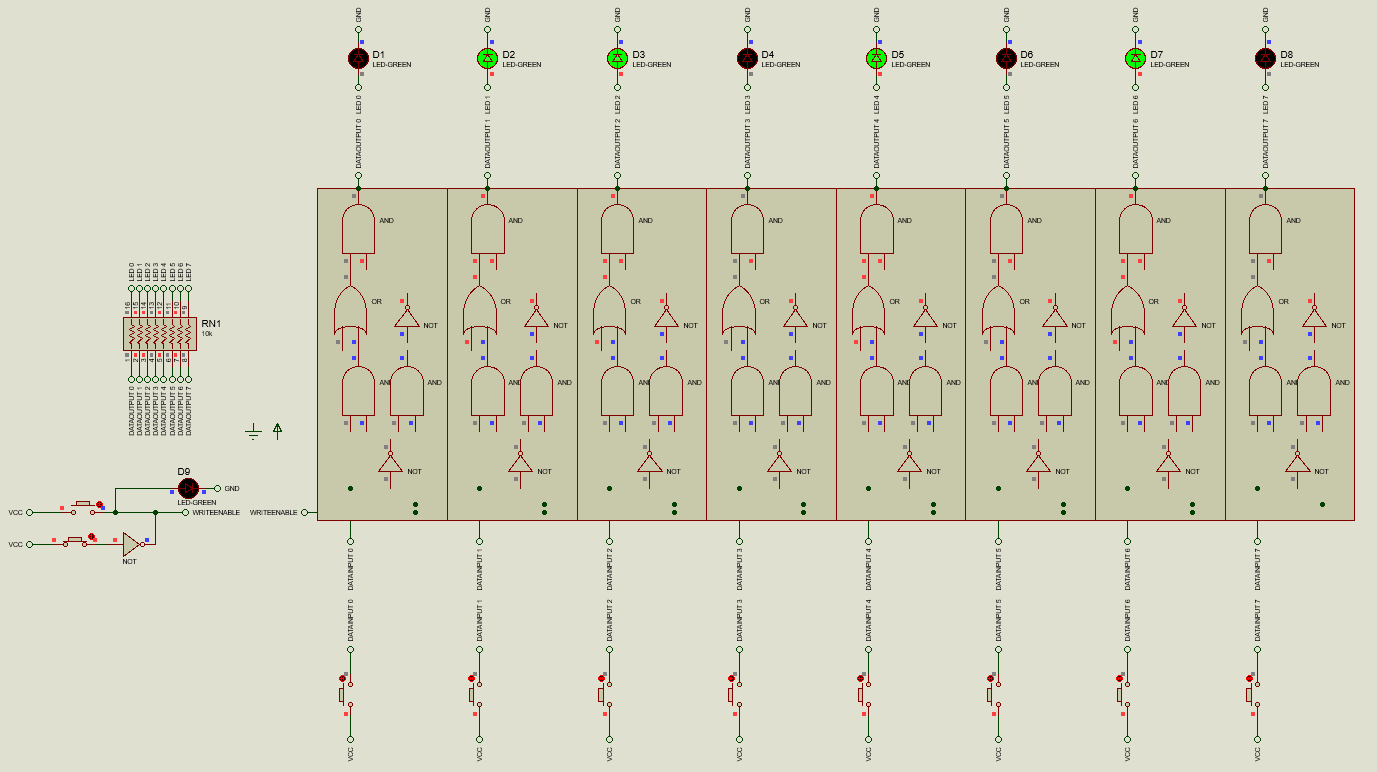 GND GND GND GND GND GND GND GND
D1 D2 D3 D4 D5 D6 D7 D8
LED-GREEN LED-GREEN LED-GREEN LED-GREEN LED-GREEN LED-GREEN LED-GREEN LED-GREEN
LED 0 LED 1 LED 2 LED 3 LED 4 LED 5 LED 6 LED 7
DATAOUTPUT 0 DATAOUTPUT 1 DATAOUTPUT 2 DATAOUTPUT 3 DATAOUTPUT 4 DATAOUTPUT 5 DATAOUTPUT 6 DATAOUTPUT 7
AND AND AND AND AND AND AND AND
LED 0 LED 1 LED 2 LED 3 LED 4 LED 5 LED 6 LED 7
OR OR OR OR OR OR OR OR
16 15 14 13 12 11 10 9
RN1
10k
NOT NOT NOT NOT NOT NOT NOT NOT
1 2 3 4 5 6 7 8
AND AND AND AND AND AND AND AND AND AND AND AND AND AND AND AND
DATAOUTPUT 0 DATAOUTPUT 1 DATAOUTPUT 2 DATAOUTPUT 3 DATAOUTPUT 4 DATAOUTPUT 5 DATAOUTPUT 6 DATAOUTPUT 7
NOT NOT NOT NOT NOT NOT NOT NOT
D9
GND
LED-GREEN
VCC WRITEENABLE WRITEENABLE
VCC
NOT
DATAINPUT 0 DATAINPUT 1 DATAINPUT 2 DATAINPUT 3 DATAINPUT 4 DATAINPUT 5 DATAINPUT 6 DATAINPUT 7
DATAINPUT 0 DATAINPUT 1 DATAINPUT 2 DATAINPUT 3 DATAINPUT 4 DATAINPUT 5 DATAINPUT 6 DATAINPUT 7
VCC VCC VCC VCC VCC VCC VCC VCC